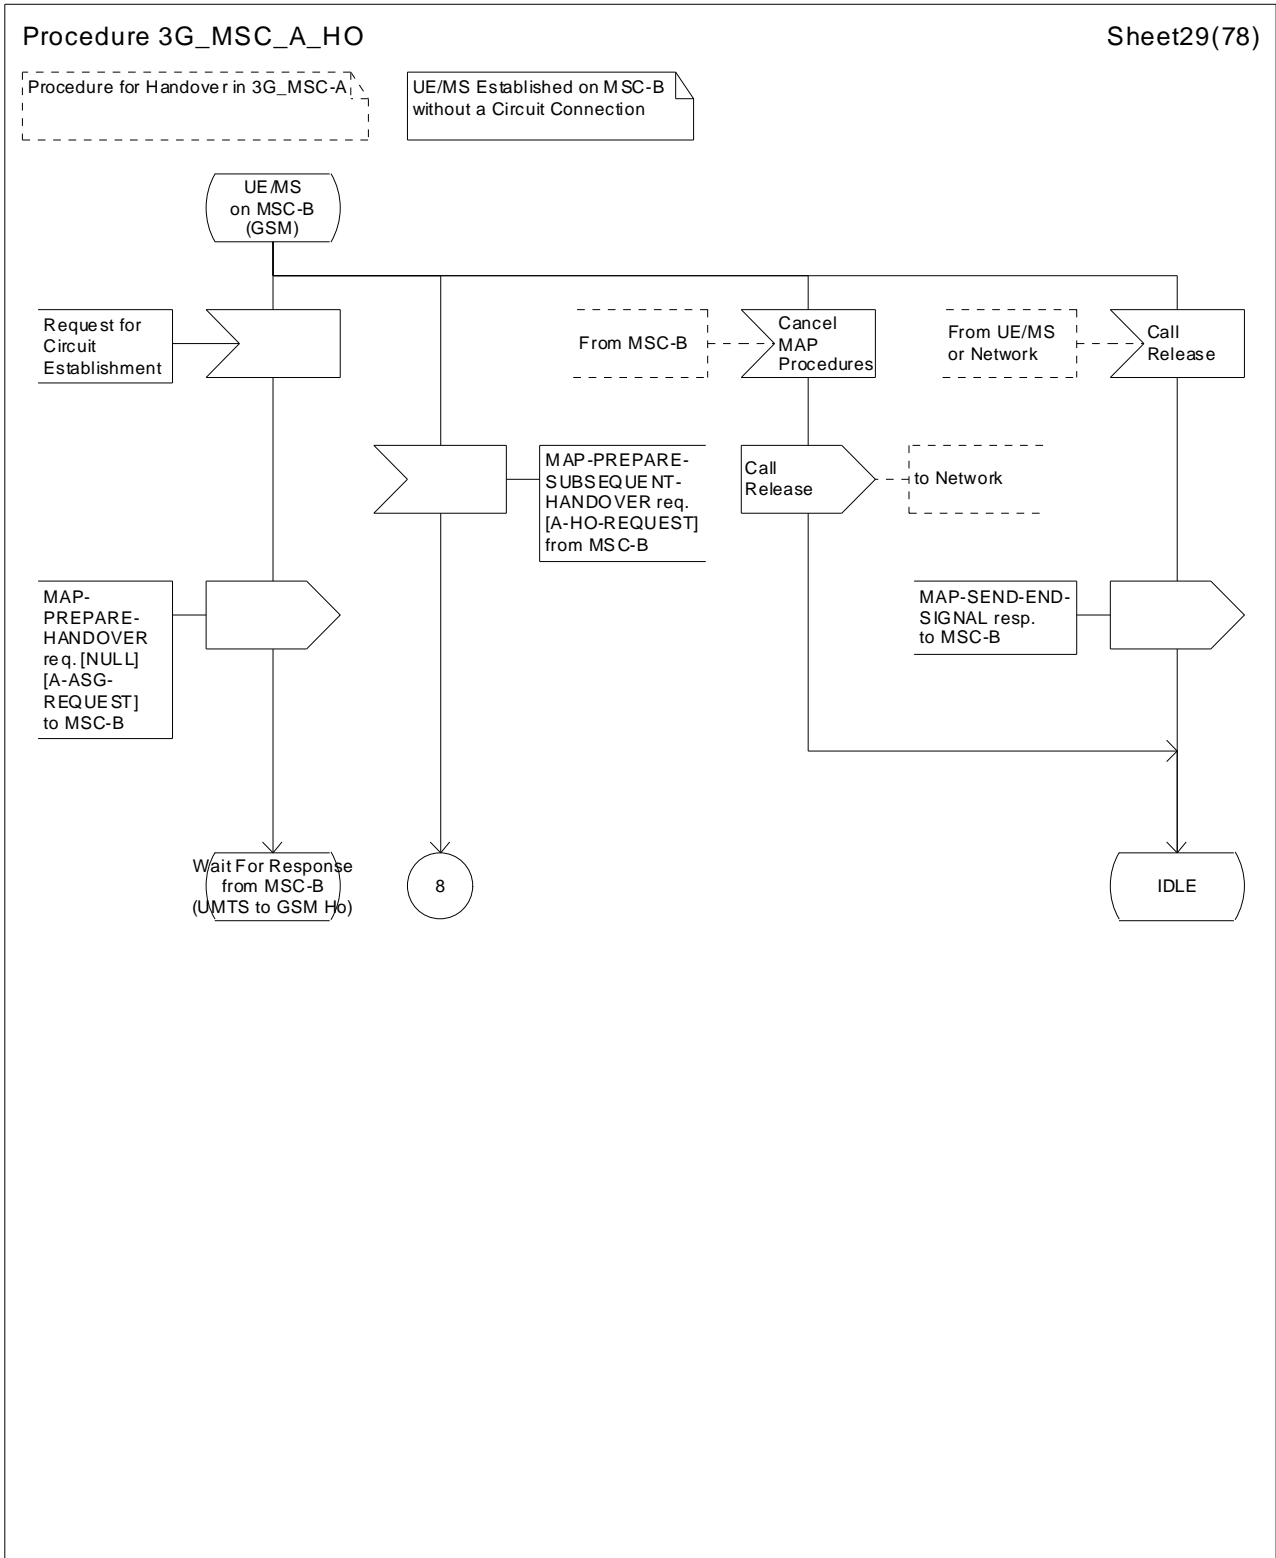 Procedure 3G_MSC_A_HO
Sheet29(78)
Procedure for Handover in 3G_MSC-A
UE/MS Established on MSC-B
without a Circuit Connection
UE/MS
on MSC-B
(GSM)
Request for
Circuit
Establishment
From MSC-B
Cancel
MAP
Procedures
From UE/MS
or Network
Call
Release
MAP-PREPARE-
SUBSEQUENT-
HANDOVER req.
[A-HO-REQUEST]
from MSC-B
Call
Release
to Network
MAP-
PREPARE-
HANDOVER
req. [NULL]
[A-ASG-
REQUEST]
to MSC-B
MAP-SEND-END-
SIGNAL resp.
to MSC-B
Wait For Response
from MSC-B
(UMTS to GSM Ho)
8
IDLE